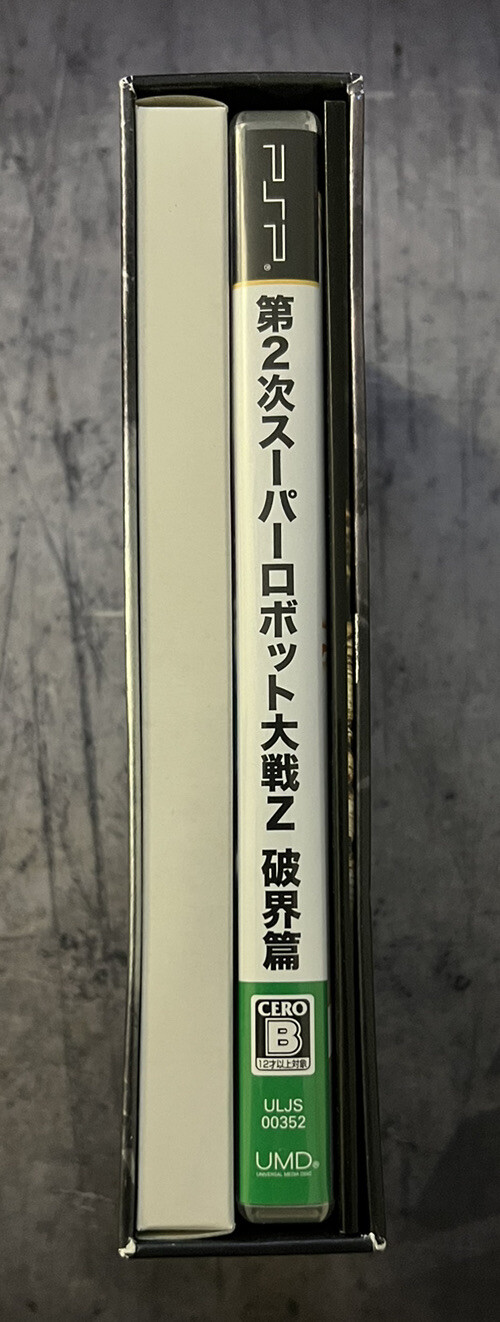 PSP®
第2次スーパーロボット大戦Z 破界篇
CERO
B
12才以上対象
ULJS
00352
UMD®
UNIVERSAL MEDIA DISC